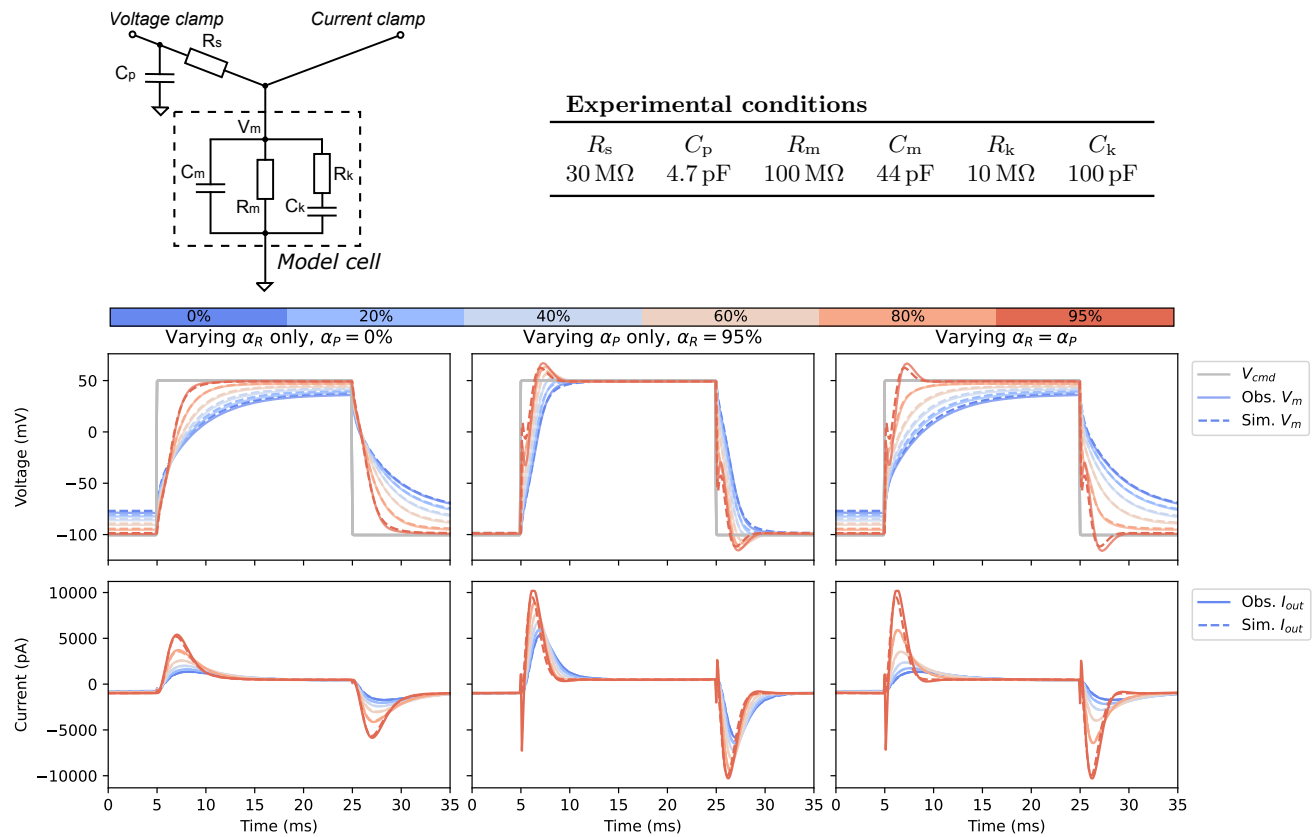 Voltage clamp
Current clamp
Rs
Cp
Vm
Cm
Rk
Rm
Ck
Model cell
Experimental conditions
Rs Cp Rm Cm Rk Ck
30 MΩ 4.7 pF 100 MΩ 44 pF 10 MΩ 100 pF
0% 20% 40% 60% 80% 95%
Varying αR only, αP = 0%
Varying αP only, αR = 95%
Varying αR = αP
Voltage (mV)
50
0
−50
−100
Vcmd
Obs. Vm
Sim. Vm
Current (pA)
10000
5000
0
−5000
−10000
Obs. Iout
Sim. Iout
0 5 10 15 20 25 30 35
0 5 10 15 20 25 30 35
0 5 10 15 20 25 30 35
Time (ms)
Time (ms)
Time (ms)